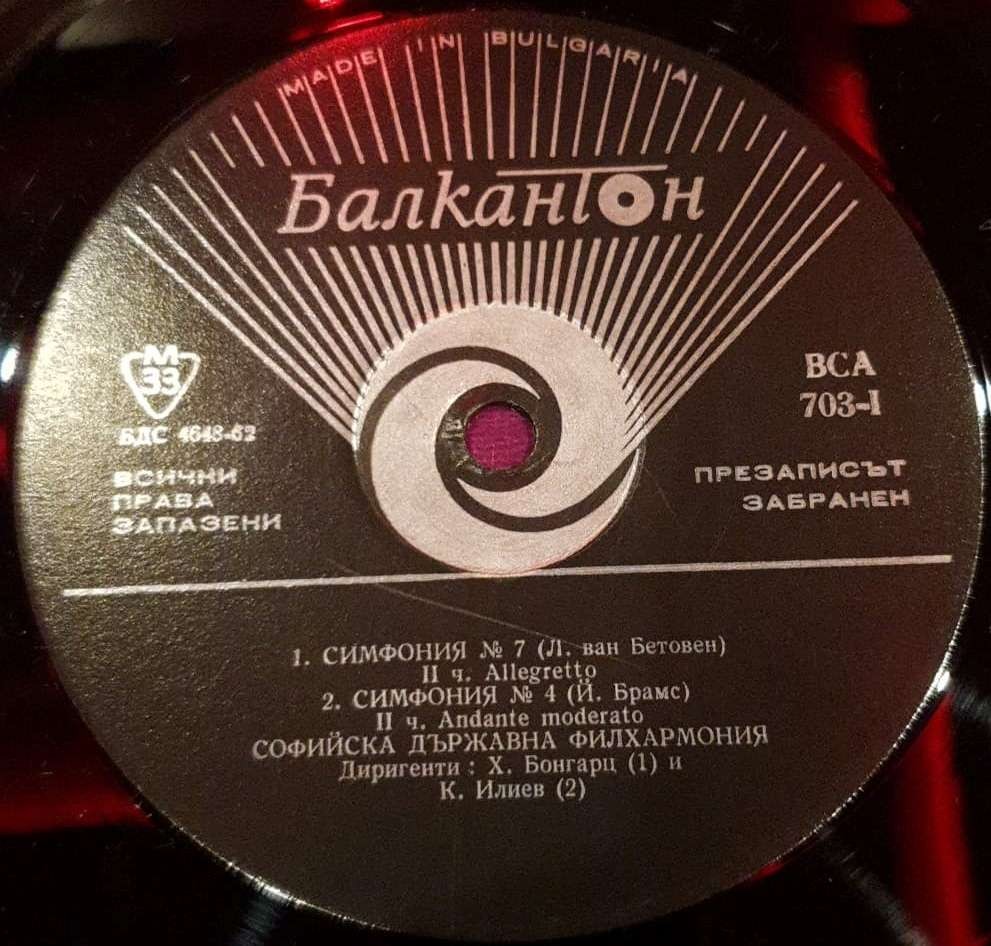 MADE IN BULGARIA
Балкантон
М
33
БДС 4648-62
ВСИЧКИ
ПРАВА
ЗАПАЗЕНИ
ВСА
703-I
ПРЕЗАПИСЪТ
ЗАБРАНЕН
1. СИМФОНИЯ № 7 (Л. ван Бетовен)
II ч. Allegretto
2. СИМФОНИЯ № 4 (Й. Брамс)
II ч. Andante moderato
СОФИЙСКА ДЪРЖАВНА ФИЛХАРМОНИЯ
Диригенти : Х. Бонгарц (1) и
К. Илиев (2)